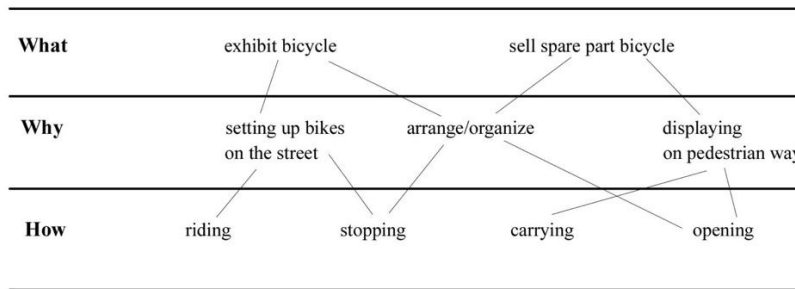 What exhibit bicycle sell spare part bicycle
Why setting up bikes arrange/organize displaying
on the street on pedestrian way
How riding stopping carrying opening